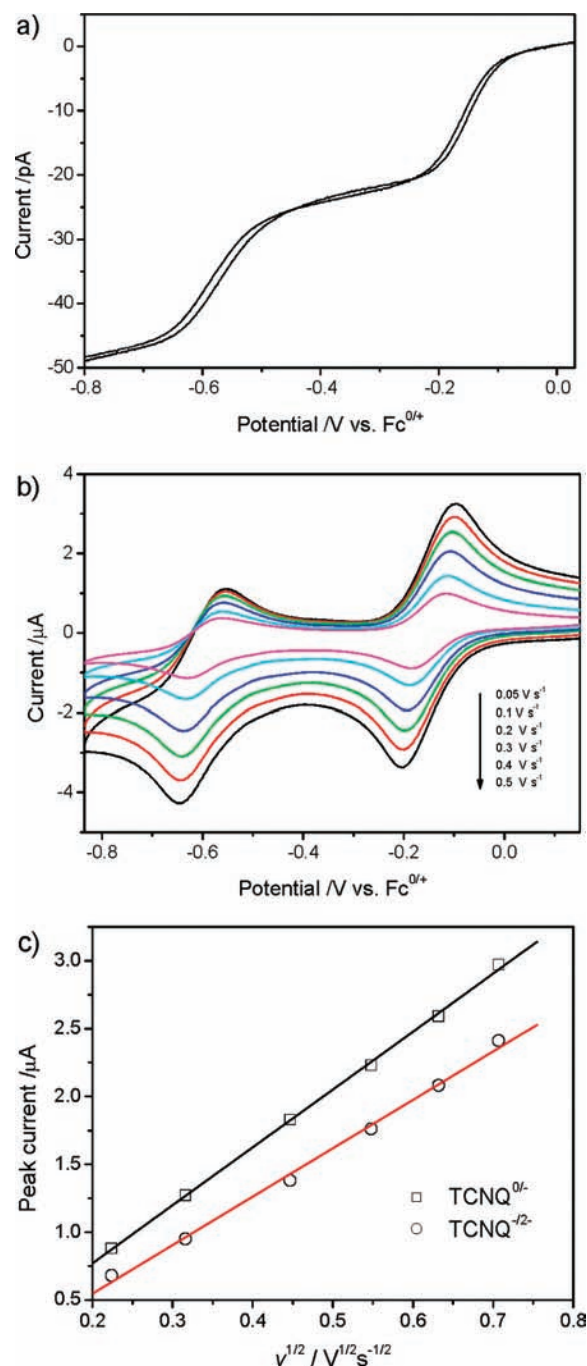 a)
0
-10
-20
-30
-40
-50
Current /pA
-0.8
-0.6
-0.4
-0.2
0.0
Potential /V vs. Fc0/+
b)
4
2
0
-2
-4
Current /μA
0.05 V s-1
0.1 V s-1
0.2 V s-1
0.3 V s-1
0.4 V s-1
0.5 V s-1
-0.8
-0.6
-0.4
-0.2
0.0
Potential /V vs. Fc0/+
c)
3.0
2.5
2.0
1.5
1.0
0.5
Peak current /μA
TCNQ0/-
TCNQ-/2-
0.2
0.3
0.4
0.5
0.6
0.7
0.8
v1/2 / V1/2s-1/2